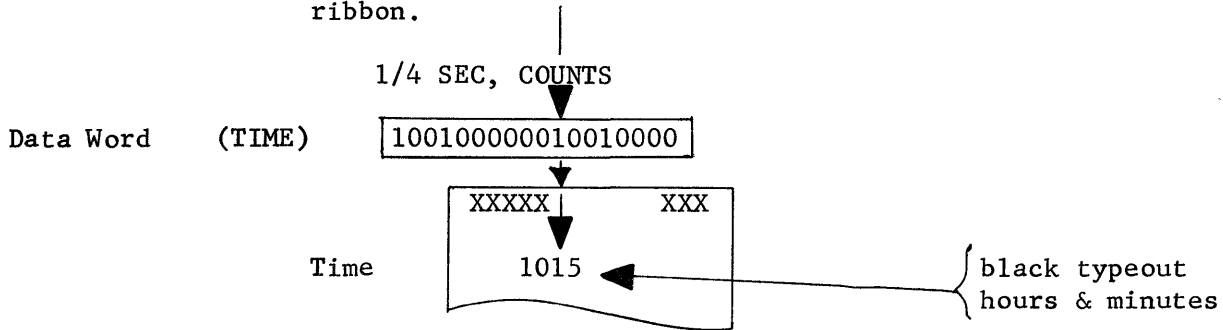 ribbon.
1/4 SEC, COUNTS
Data Word (TIME) 100100000010010000
XXXXX XXX
Time 1015 black typeout
hours & minutes